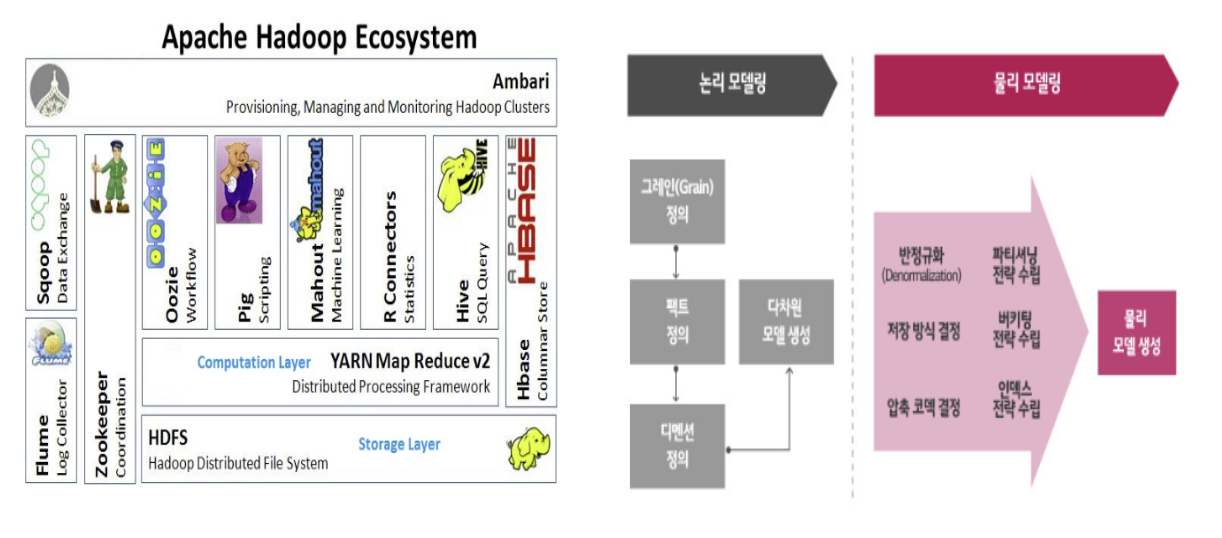 Apache Hadoop Ecosystem
Ambari
Provisioning, Managing and Monitoring Hadoop Clusters
sqoop
Sqoop
Data Exchange
FLUME
Flume
Log Collector
Zookeeper
Coordination
OOZIE
Oozie
Workflow
Pig
Scripting
mahout
Mahout
Machine Learning
R Connectors
Statistics
HIVE
Hive
SQL Query
APACHE
HBASE
Hbase
Columnar Store
Computation Layer YARN Map Reduce v2
Distributed Processing Framework
HDFS
Storage Layer
Hadoop Distributed File System
논리 모델링
그레인(Grain)
정의
팩트
정의
디멘션
정의
다차원
모델 생성
물리 모델링
반정규화
(Denormalization)
파티셔닝
전략 수립
저장 방식 결정
버키팅
전략 수립
압축 코덱 결정
인덱스
전략 수립
물리
모델 생성